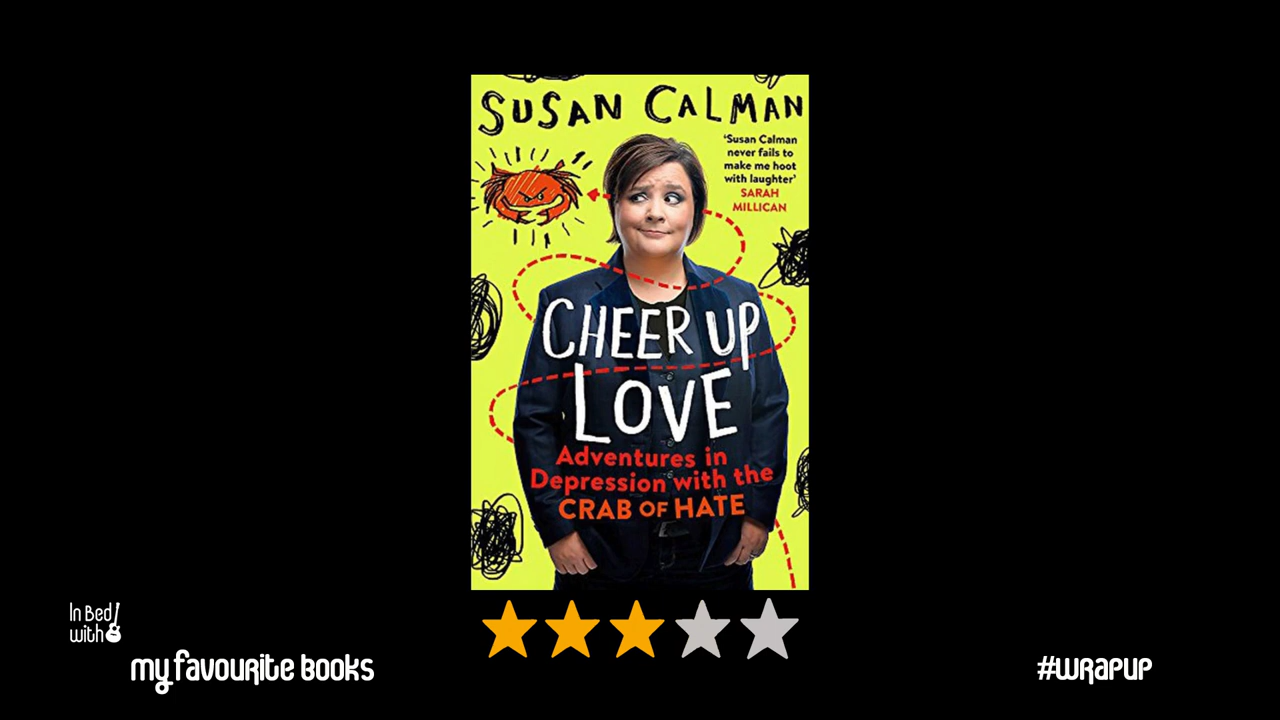 SUSAN CALMAN
'Susan Calman
never fails to
make me hoot
with laughter'
SARAH
MILLICAN
CHEER UP
LOVE
Adventures in
Depression with the
CRAB OF HATE
In Bed
with
my favourite books
#wrapup